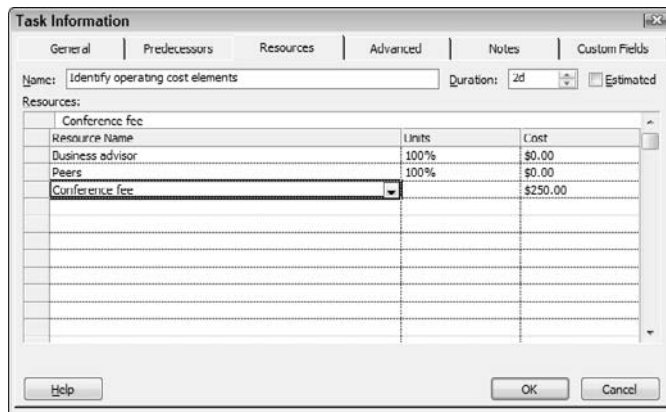 Task Information
General Predecessors Resources Advanced Notes Custom Fields
Name: Identify operating cost elements Duration: 2d Estimated
Resources:
Conference fee
Resource Name Units Cost
Business advisor 100% $0.00
Peers 100% $0.00
Conference fee $250.00
Help OK Cancel